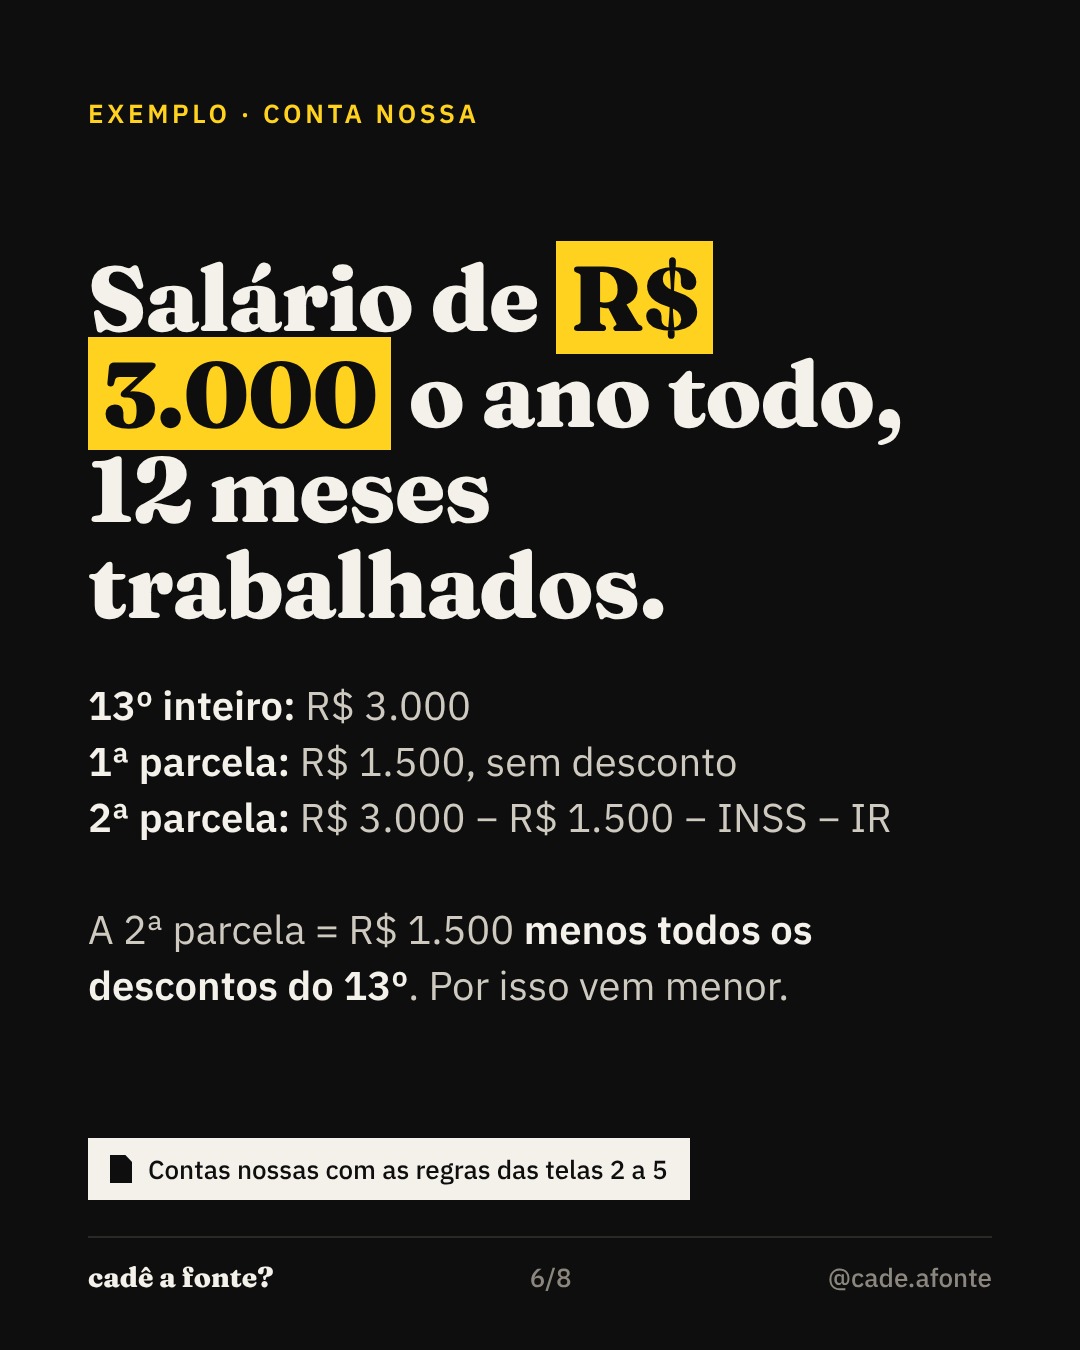 EXEMPLO · CONTA NOSSA
Salário de R$
3.000 o ano todo,
12 meses
trabalhados.
13º inteiro: R$ 3.000
1ª parcela: R$ 1.500, sem desconto
2ª parcela: R$ 3.000 – R$ 1.500 – INSS – IR
A 2ª parcela = R$ 1.500 menos todos os
descontos do 13º. Por isso vem menor.
Contas nossas com as regras das telas 2 a 5
cadê a fonte? 6/8 @cade.afonte